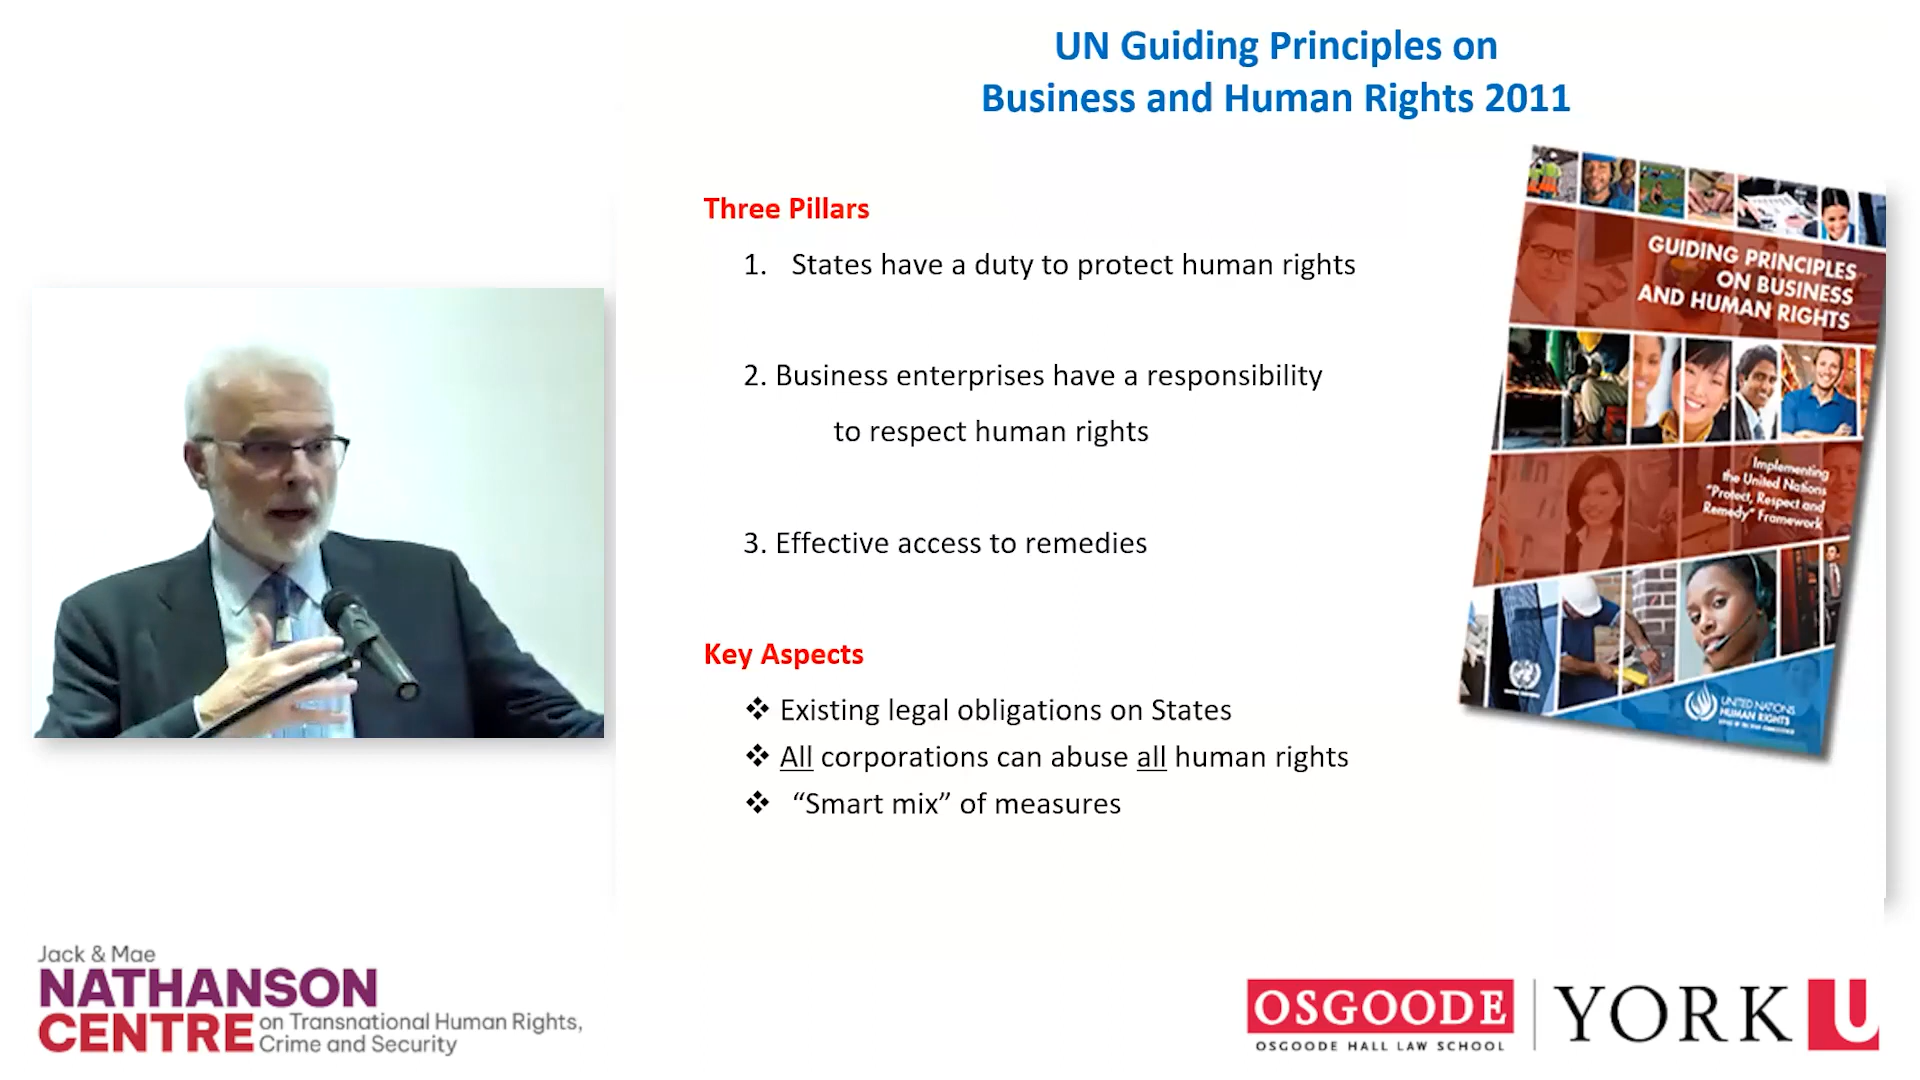 UN Guiding Principles on
Business and Human Rights 2011
Three Pillars
1. States have a duty to protect human rights
2. Business enterprises have a responsibility
to respect human rights
3. Effective access to remedies
Key Aspects
❖ Existing legal obligations on States
❖ All corporations can abuse all human rights
❖ “Smart mix” of measures
GUIDING PRINCIPLES
ON BUSINESS
AND HUMAN RIGHTS
Implementing
the United Nations
“Protect, Respect and
Remedy” Framework
UNITED NATIONS
HUMAN RIGHTS
Jack & Mae
NATHANSON
CENTRE on Transnational Human Rights,
Crime and Security
OSGOODE
OSGOODE HALL LAW SCHOOL
YORK U